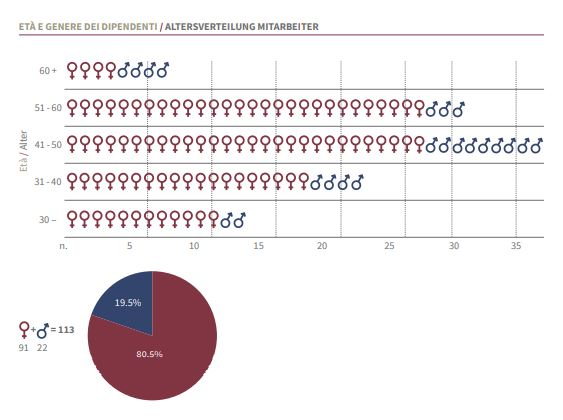 ETÀ E GENERE DEI DIPENDENTI / ALTERSVERTEILUNG MITARBEITER
60 +
51 - 60
41 - 50
31 - 40
30 –
Età / Alter
n. 5 10 15 20 25 30 35
19.5%
80.5%
+ = 113
91 22